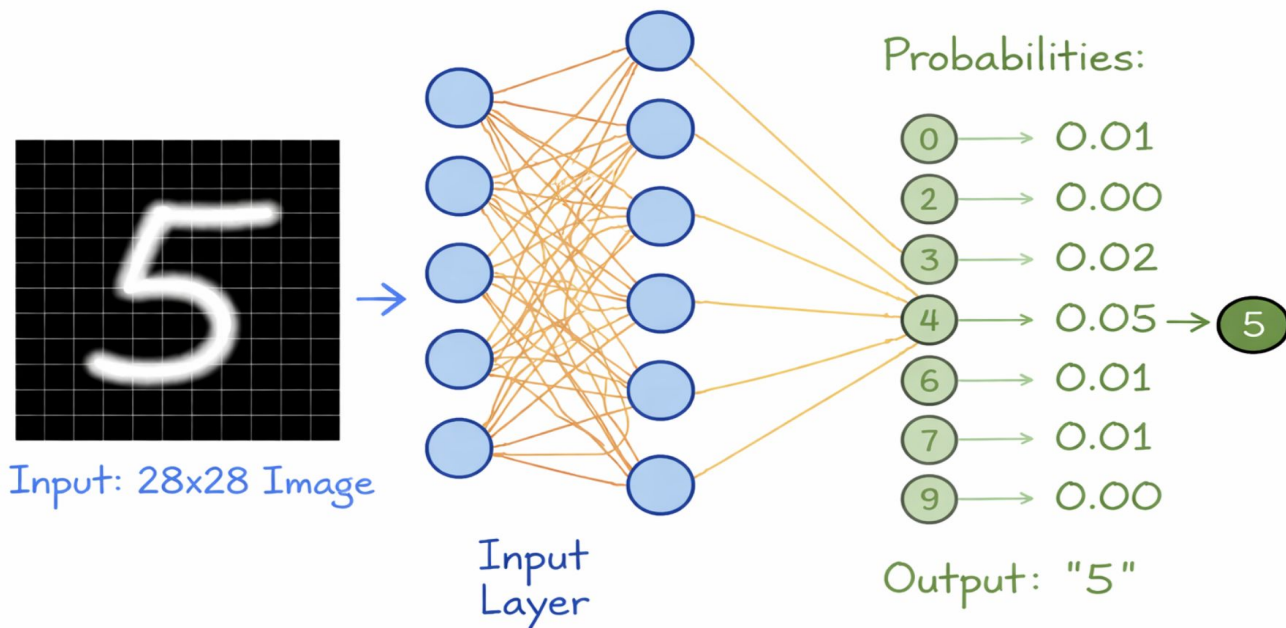 Probabilities:
0 → 0.01
2 → 0.00
3 → 0.02
4 → 0.05 → 5
6 → 0.01
7 → 0.01
9 → 0.00
5
Input: 28x28 Image
Input
Layer
Output: "5"